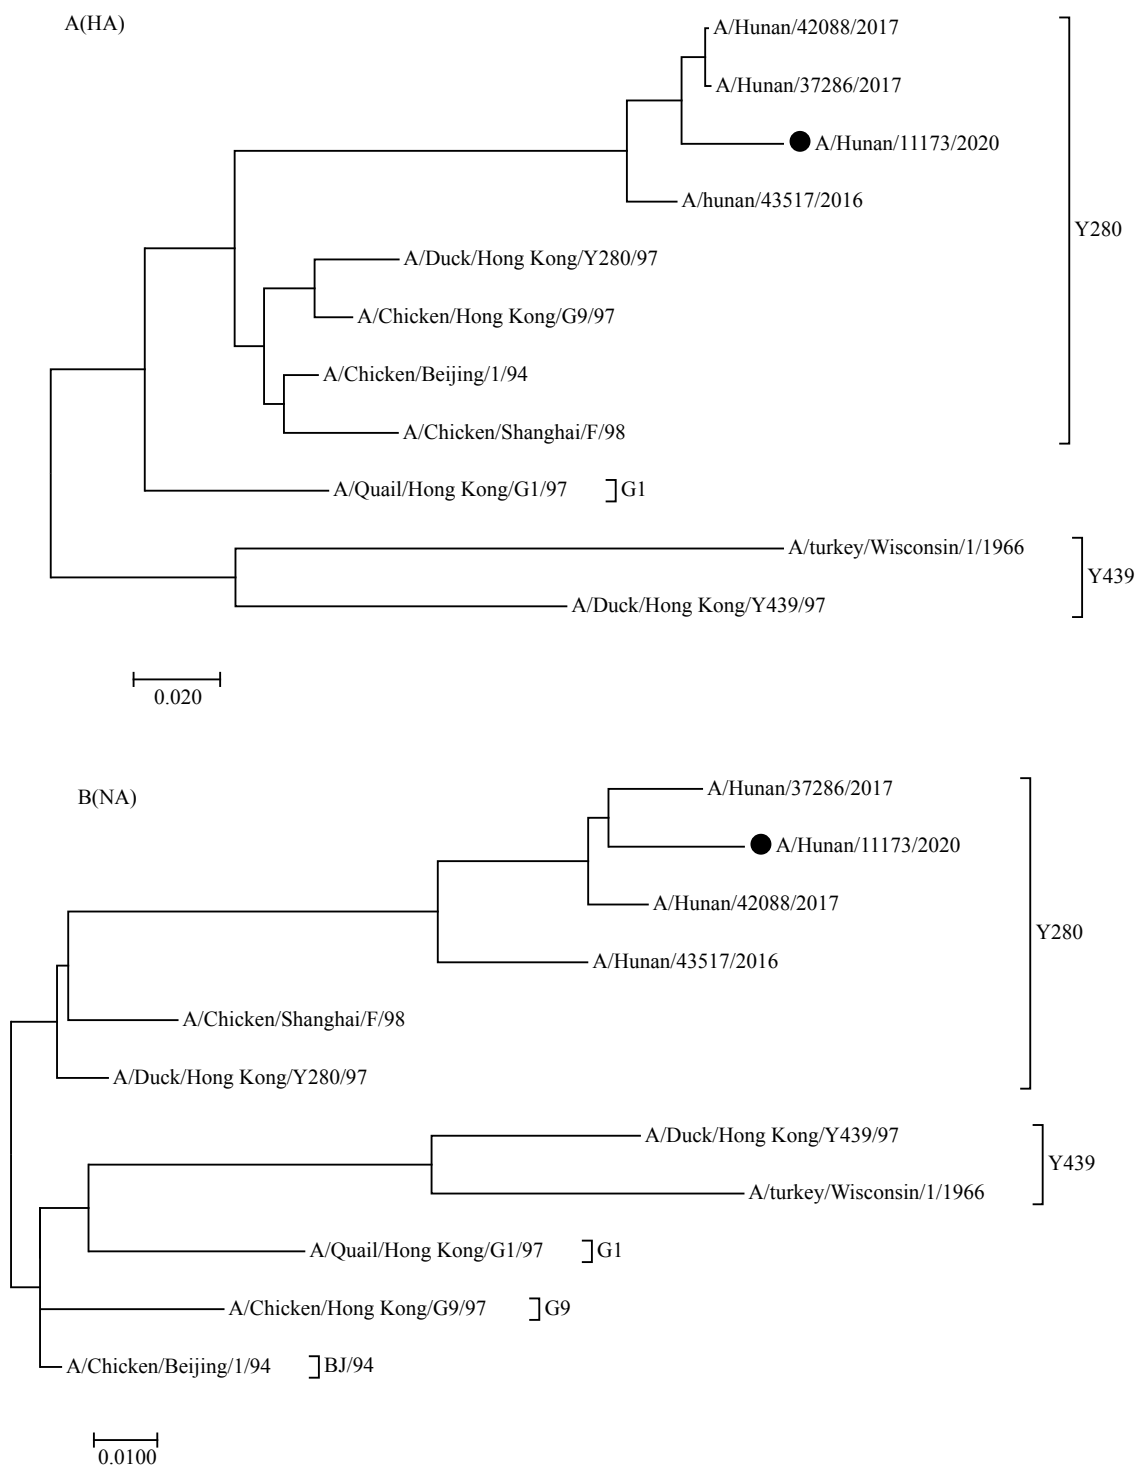 A(HA)
A/Hunan/42088/2017
A/Hunan/37286/2017
A/Hunan/11173/2020
A/hunan/43517/2016
Y280
A/Duck/Hong Kong/Y280/97
A/Chicken/Hong Kong/G9/97
A/Chicken/Beijing/1/94
A/Chicken/Shanghai/F/98
A/Quail/Hong Kong/G1/97 G1
A/turkey/Wisconsin/1/1966
Y439
A/Duck/Hong Kong/Y439/97
0.020
B(NA)
A/Hunan/37286/2017
A/Hunan/11173/2020
A/Hunan/42088/2017
Y280
A/Hunan/43517/2016
A/Chicken/Shanghai/F/98
A/Duck/Hong Kong/Y280/97
A/Duck/Hong Kong/Y439/97
Y439
A/turkey/Wisconsin/1/1966
A/Quail/Hong Kong/G1/97 G1
A/Chicken/Hong Kong/G9/97 G9
A/Chicken/Beijing/1/94 BJ/94
0.0100